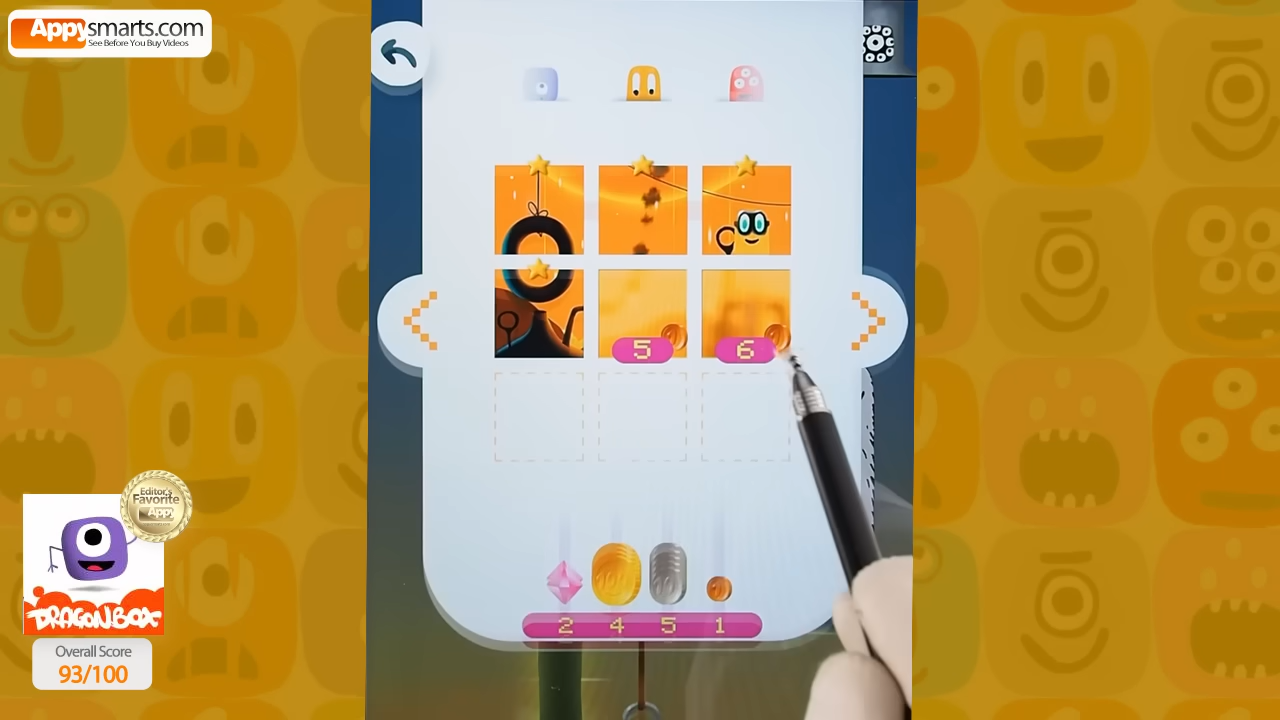 Appysmarts.com
See Before You Buy Videos
5
6
2 4 5 1
Editor's
Favorite
App
DRAGONBOX
Overall Score
93/100